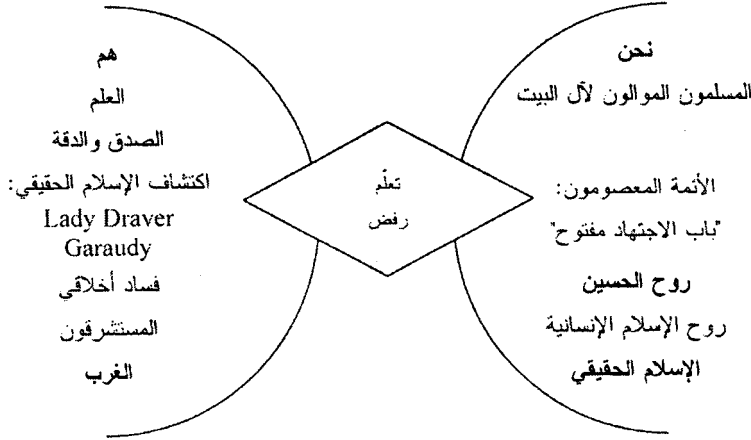 نحن
المسلمون الموالون لآل البيت
الأئمة المعصومون:
"باب الاجتهاد مفتوح"
روح الحسين
روح الإسلام الإنسانية
الإسلام الحقيقي
تعلّم
رفض
هم
العلم
الصدق والدقة
اكتشاف الإسلام الحقيقي:
Lady Draver
Garaudy
فساد أخلاقي
المستشرقون
الغرب